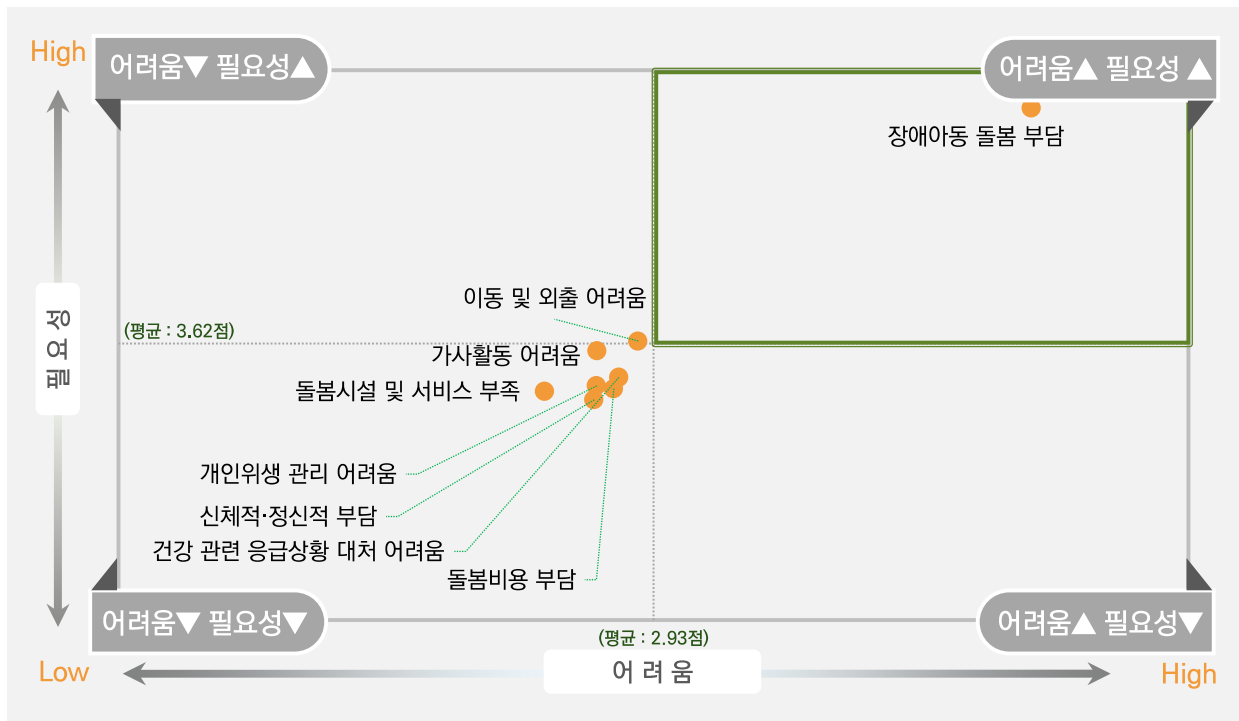 High
어려움▼ 필요성▲
어려움▲ 필요성 ▲
장애아동 돌봄 부담
이동 및 외출 어려움
(평균 : 3.62점)
필요성
가사활동 어려움
돌봄시설 및 서비스 부족
개인위생 관리 어려움
신체적·정신적 부담
건강 관련 응급상황 대처 어려움
돌봄비용 부담
어려움▼ 필요성▼
어려움▲ 필요성▼
(평균 : 2.93점)
Low
어려움
High